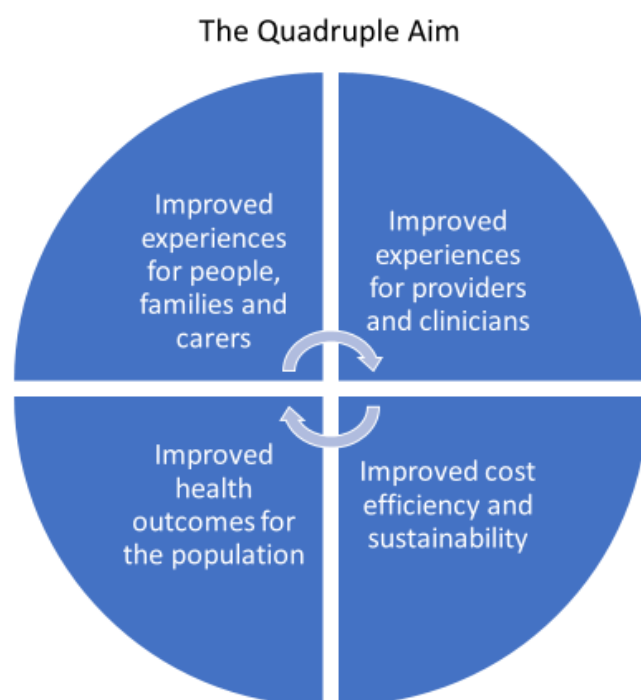 The Quadruple Aim
Improved
experiences
for people,
families and
carers
Improved
experiences
for providers
and clinicians
Improved
health
outcomes for
the population
Improved cost
efficiency and
sustainability